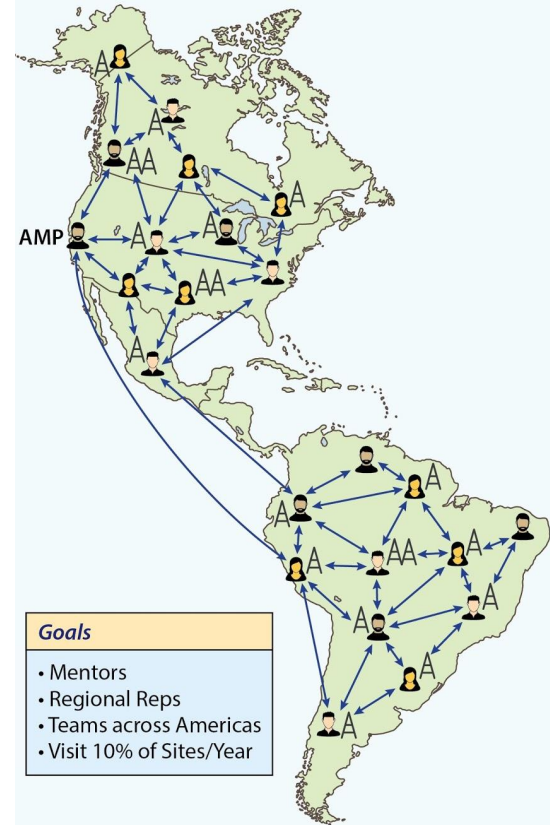 AMP
Goals
• Mentors
• Regional Reps
• Teams across Americas
• Visit 10% of Sites/Year